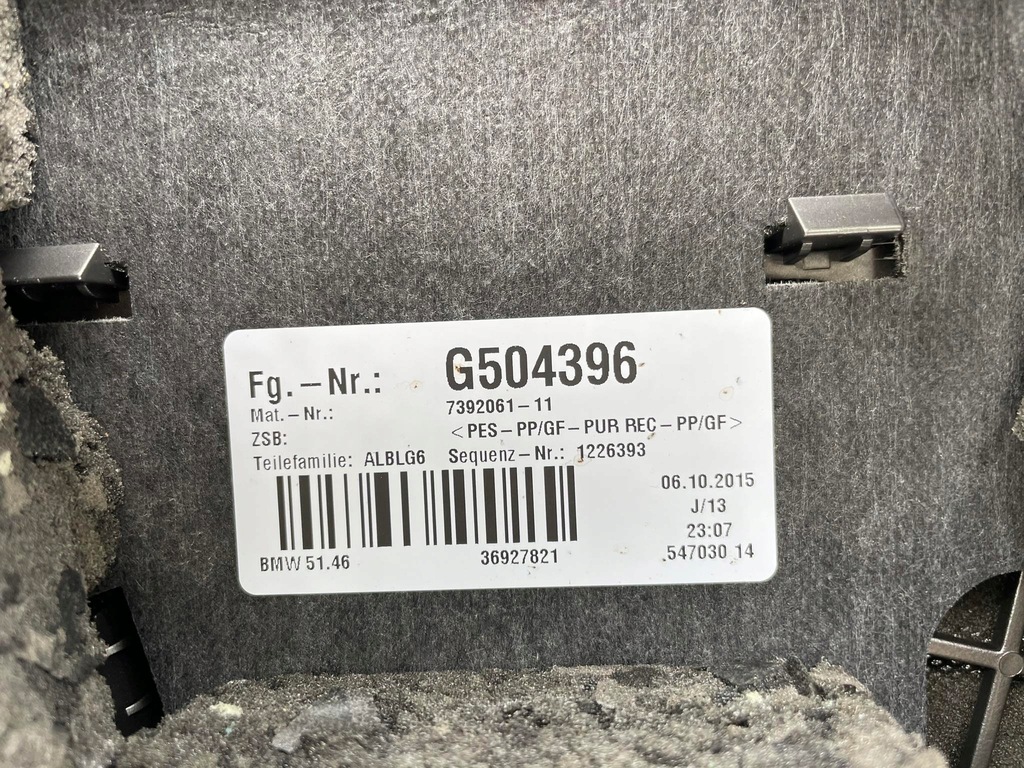 Fg.–Nr.: G504396
Mat.–Nr.: 7392061–11
ZSB: <PES–PP/GF–PUR REC–PP/GF>
Teilefamilie: ALBLG6 Sequenz–Nr.: 1226393
06.10.2015
J/13
23:07
BMW 51.46 36927821 .547030 14